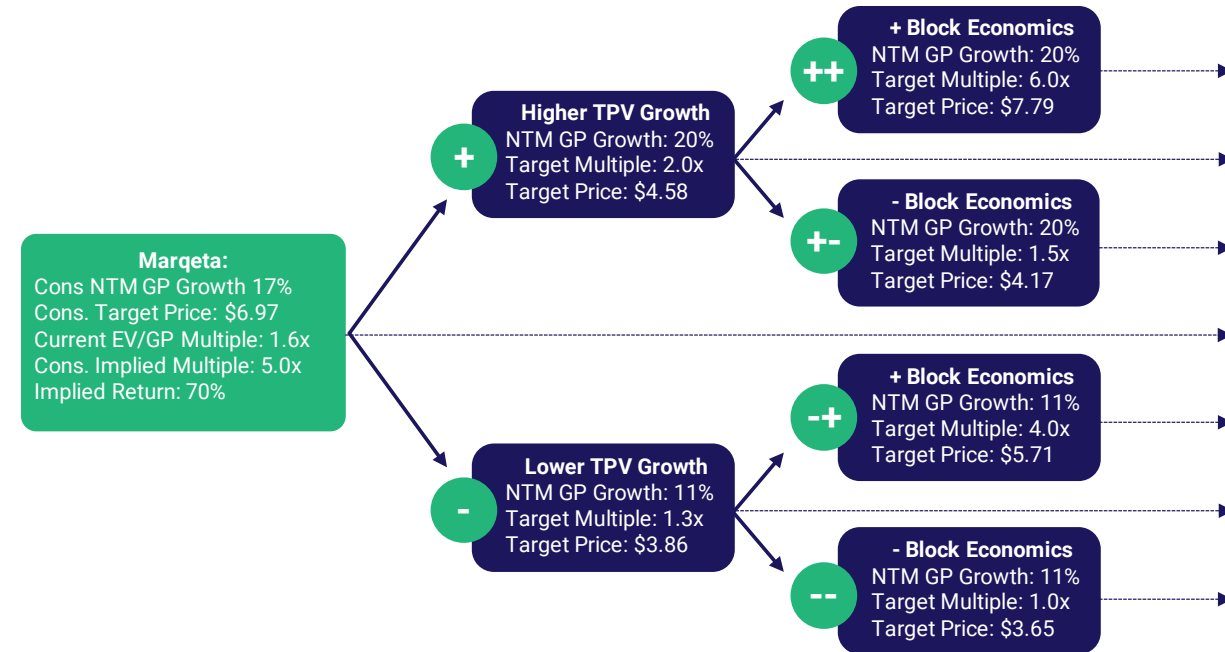 Marqeta:
Cons NTM GP Growth 17%
Cons. Target Price: $6.97
Current EV/GP Multiple: 1.6x
Cons. Implied Multiple: 5.0x
Implied Return: 70%
+
Higher TPV Growth
NTM GP Growth: 20%
Target Multiple: 2.0x
Target Price: $4.58
-
Lower TPV Growth
NTM GP Growth: 11%
Target Multiple: 1.3x
Target Price: $3.86
++
+ Block Economics
NTM GP Growth: 20%
Target Multiple: 6.0x
Target Price: $7.79
+-
- Block Economics
NTM GP Growth: 20%
Target Multiple: 1.5x
Target Price: $4.17
-+
+ Block Economics
NTM GP Growth: 11%
Target Multiple: 4.0x
Target Price: $5.71
--
- Block Economics
NTM GP Growth: 11%
Target Multiple: 1.0x
Target Price: $3.65